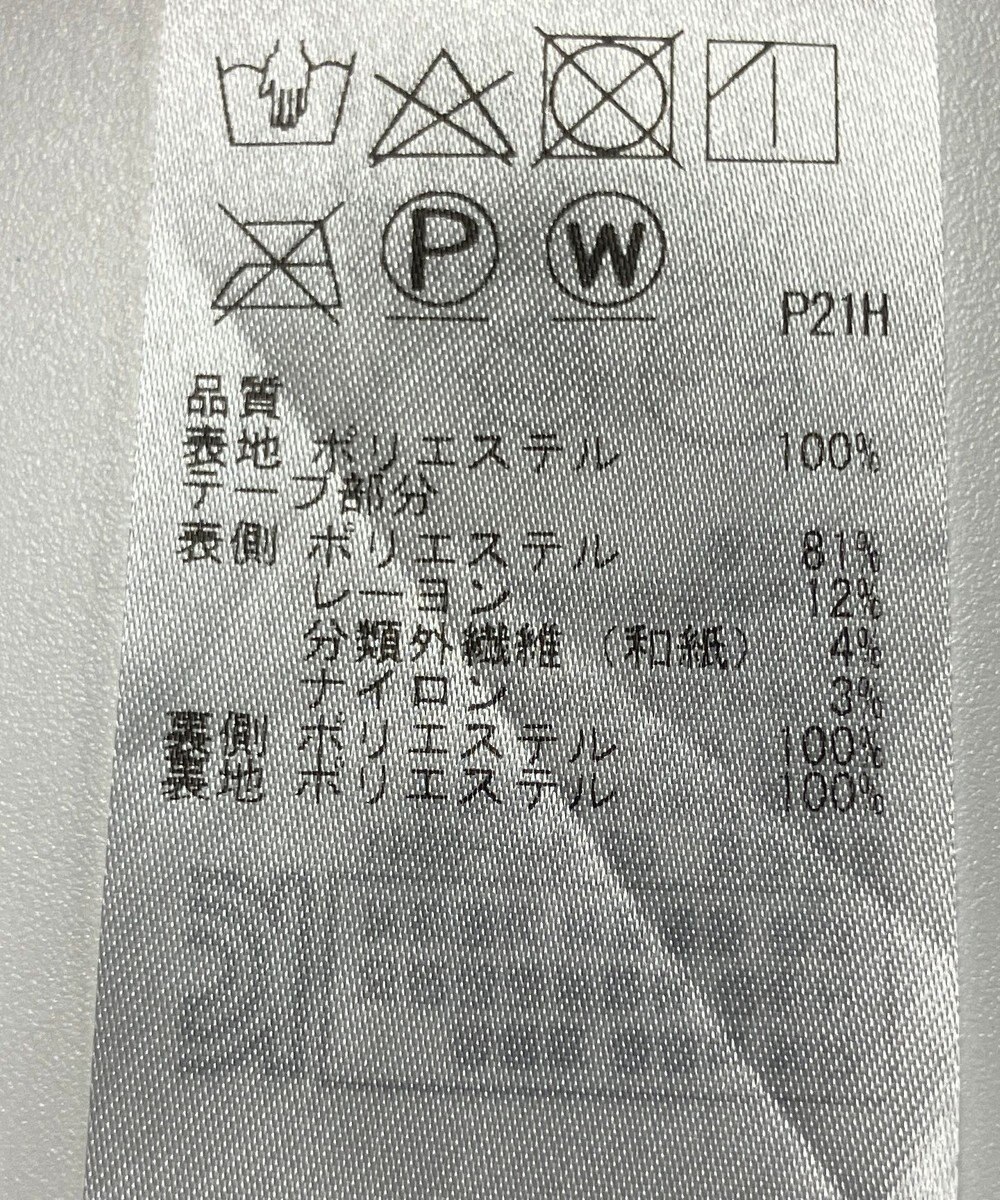 P W
P21H
品質
表地 ポリエステル 100%
テープ部分
表側 ポリエステル 81%
レーヨン 12%
分類外繊維（和紙） 4%
ナイロン 3%
裏側 ポリエステル 100%
裏地 ポリエステル 100%